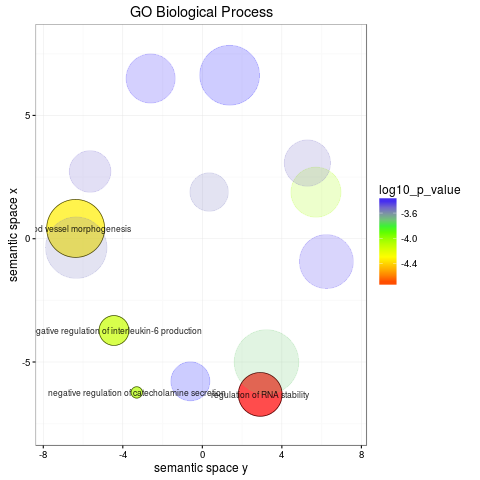 GO Biological Process
semantic space x
5
0
-5
od vessel morphogenesis
gative regulation of interleukin-6 production
negative regulation of catecholamine secretion
regulation of RNA stability
-8
-4
0
4
8
semantic space y
log10_p_value
-3.6
-4.0
-4.4